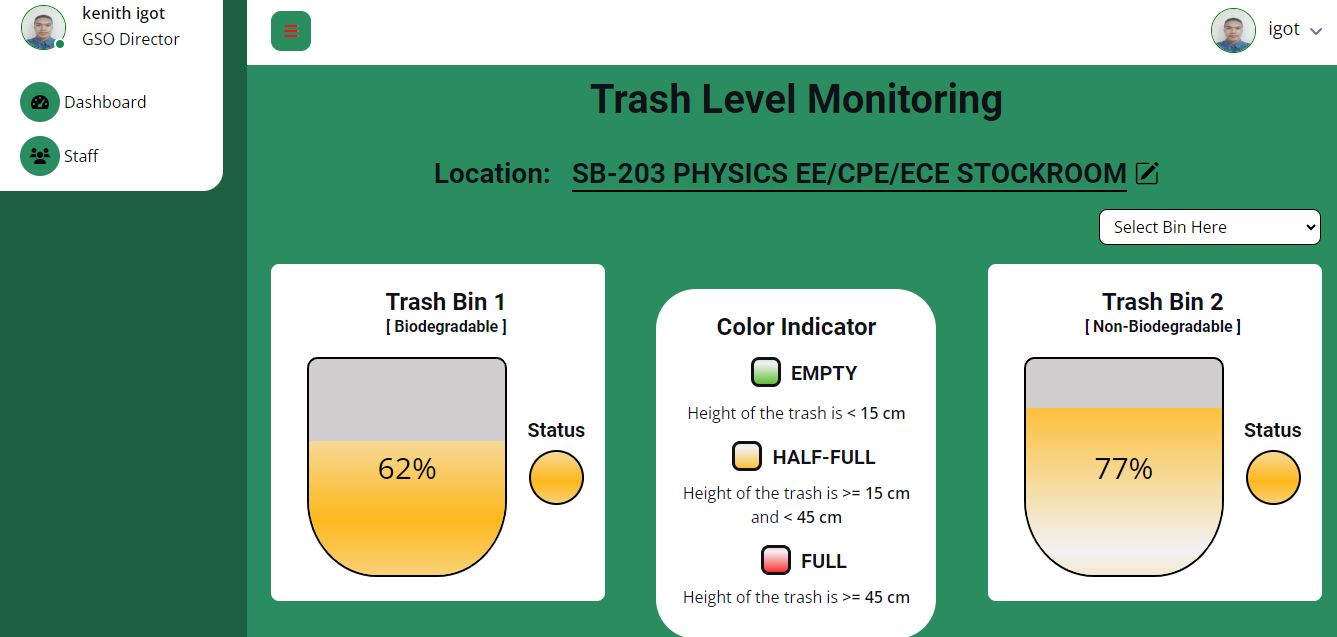 kenith igot
GSO Director
Dashboard
Staff
igot
Trash Level Monitoring
Location: SB-203 PHYSICS EE/CPE/ECE STOCKROOM
Select Bin Here
Trash Bin 1
[ Biodegradable ]
62%
Status
Color Indicator
EMPTY
Height of the trash is < 15 cm
HALF-FULL
Height of the trash is >= 15 cm
and < 45 cm
FULL
Height of the trash is >= 45 cm
Trash Bin 2
[ Non-Biodegradable ]
77%
Status